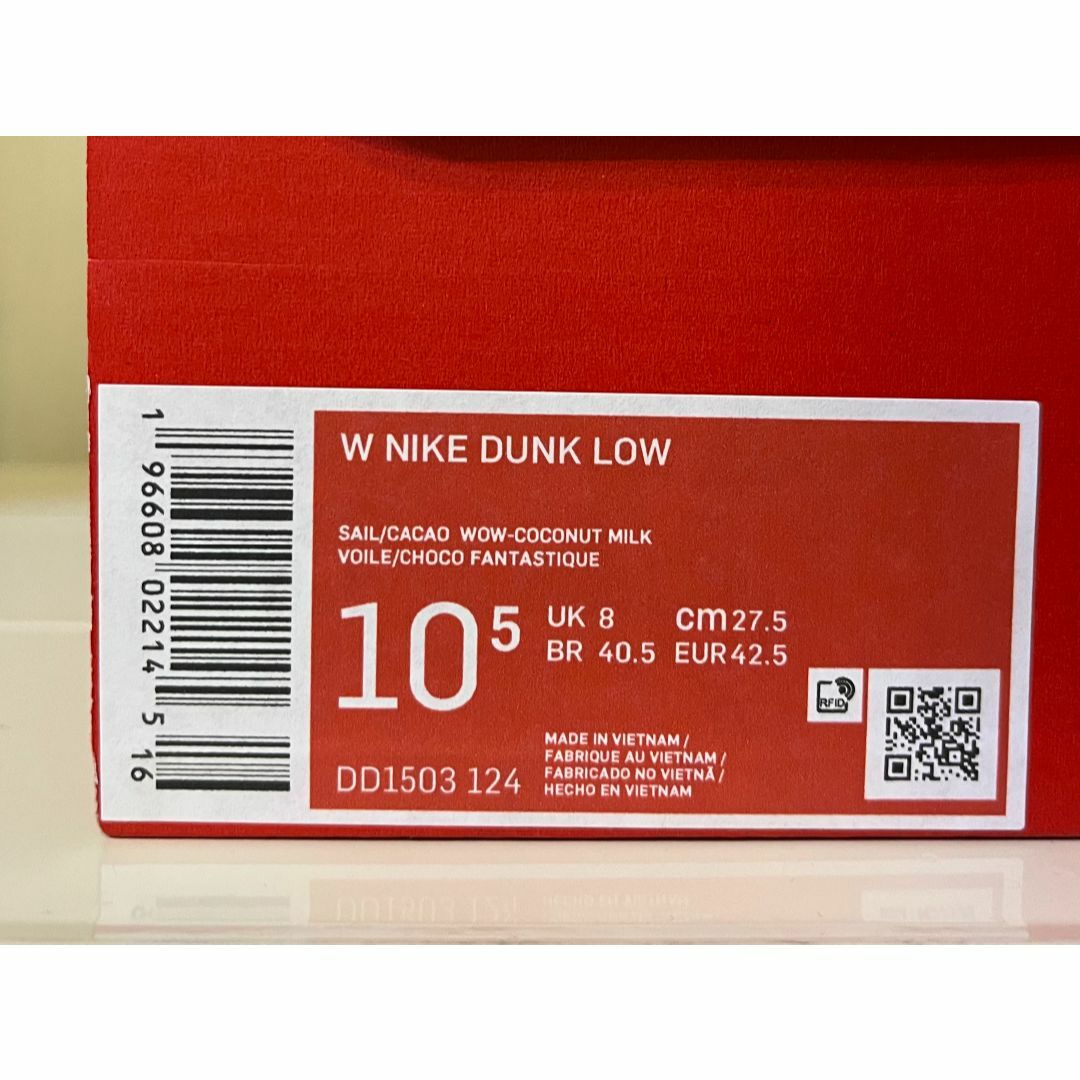 W NIKE DUNK LOW
SAIL/CACAO WOW-COCONUT MILK
VOILE/CHOCO FANTASTIQUE
10 5
UK 8 cm 27.5
BR 40.5 EUR 42.5
RFID
DD1503 124
MADE IN VIETNAM /
FABRIQUE AU VIETNAM /
FABRICADO NO VIETNÃ /
HECHO EN VIETNAM
1 96608 02214 5 16